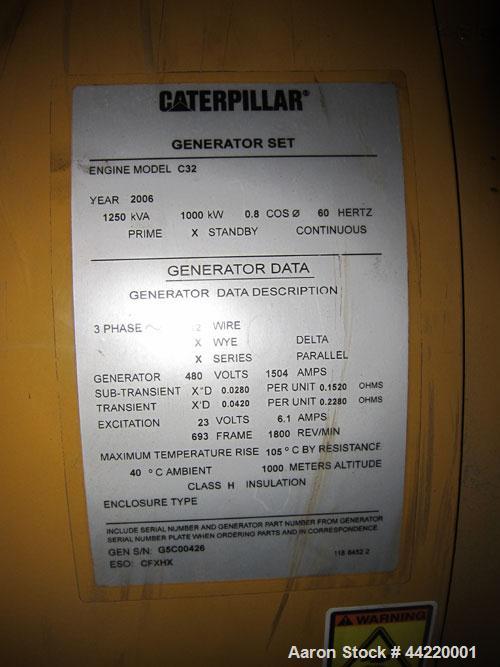 CATERPILLAR®
GENERATOR SET
ENGINE MODEL C32
YEAR 2006
1250 kVA 1000 kW 0.8 COS Ø 60 HERTZ
PRIME X STANDBY CONTINUOUS
GENERATOR DATA
GENERATOR DATA DESCRIPTION
3 PHASE ~ 2 WIRE
X WYE DELTA
X SERIES PARALLEL
GENERATOR 480 VOLTS 1504 AMPS
SUB-TRANSIENT X"D 0.0280 PER UNIT 0.1520 OHMS
TRANSIENT X'D 0.0420 PER UNIT 0.2280 OHMS
EXCITATION 23 VOLTS 6.1 AMPS
693 FRAME 1800 REV/MIN
MAXIMUM TEMPERATURE RISE 105 °C BY RESISTANCE
40 °C AMBIENT 1000 METERS ALTITUDE
CLASS H INSULATION
ENCLOSURE TYPE
INCLUDE SERIAL NUMBER AND GENERATOR PART NUMBER FROM GENERATOR
SERIAL NUMBER PLATE WHEN ORDERING PARTS AND IN CORRESPONDENCE.
GEN S/N: G5C00426
ESO: CFXHX 118 8452 2
WARNING
Aaron Stock # 44220001